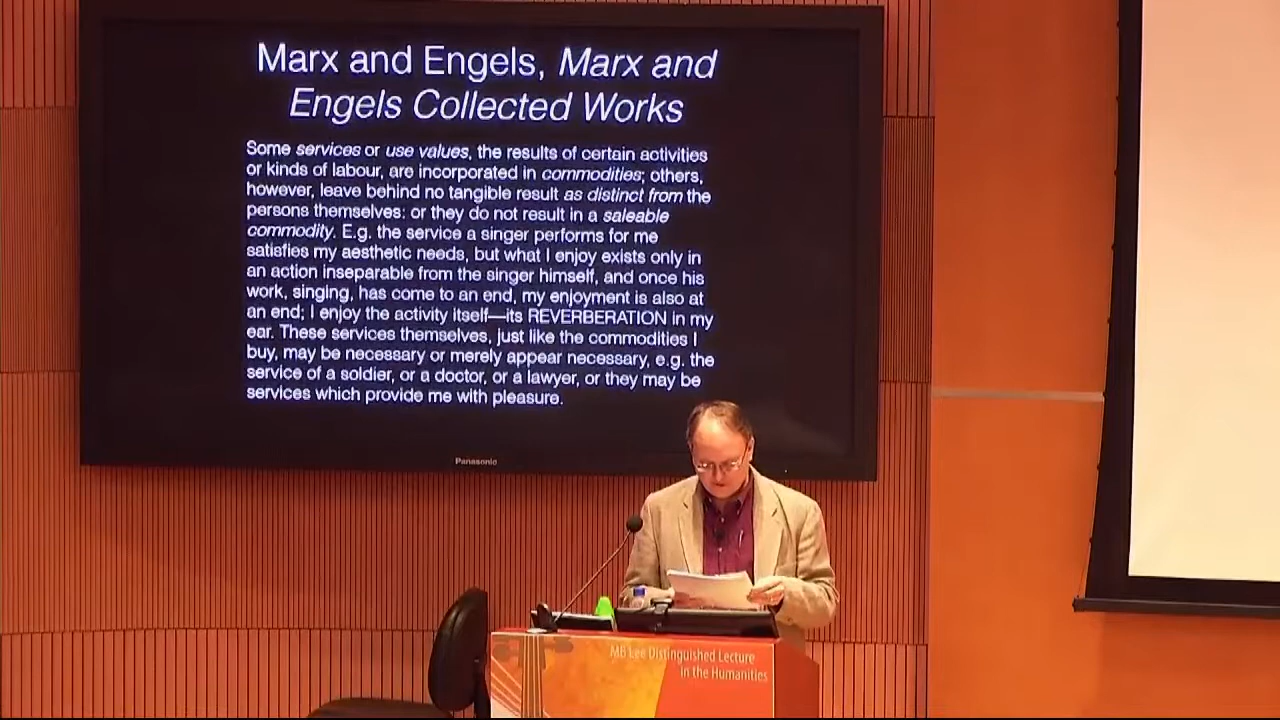 Marx and Engels, Marx and
Engels Collected Works
Some services or use values, the results of certain activities
or kinds of labour, are incorporated in commodities; others,
however, leave behind no tangible result as distinct from the
persons themselves: or they do not result in a saleable
commodity. E.g. the service a singer performs for me
satisfies my aesthetic needs, but what I enjoy exists only in
an action inseparable from the singer himself, and once his
work, singing, has come to an end, my enjoyment is also at
an end; I enjoy the activity itself—its REVERBERATION in my
ear. These services themselves, just like the commodities I
buy, may be necessary or merely appear necessary, e.g. the
service of a soldier, or a doctor, or a lawyer, or they may be
services which provide me with pleasure.
Panasonic
MB Lee Distinguished Lecture
in the Humanities